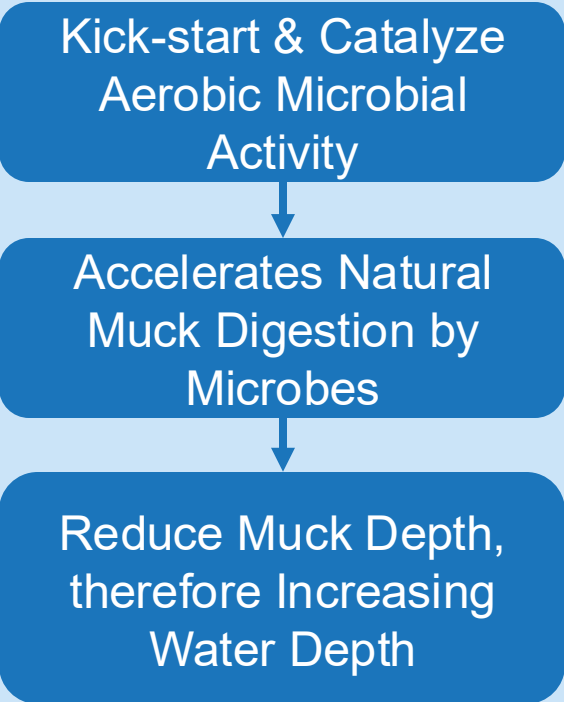 Kick-start & Catalyze
Aerobic Microbial
Activity
Accelerates Natural
Muck Digestion by
Microbes
Reduce Muck Depth,
therefore Increasing
Water Depth